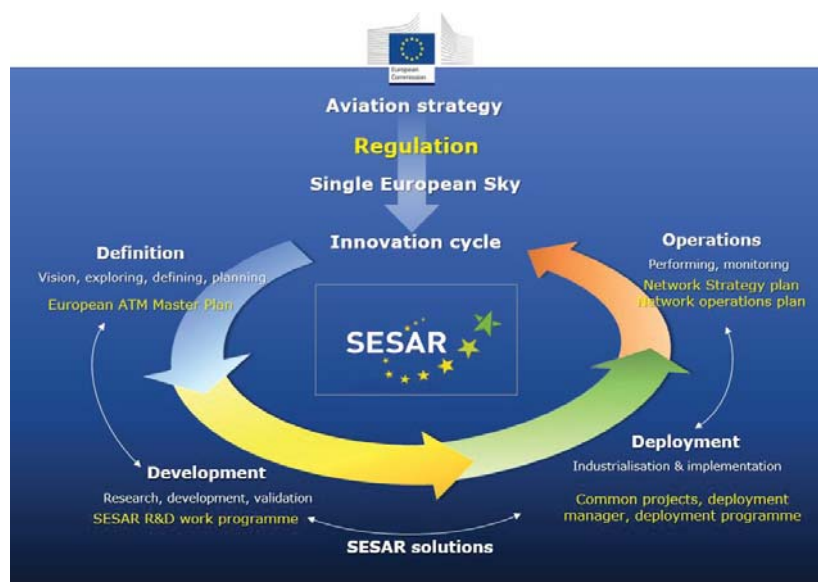 European
Commission
Aviation strategy
Regulation
Single European Sky
Innovation cycle
Definition
Vision, exploring, defining, planning
European ATM Master Plan
Operations
Performing, monitoring
Network Strategy plan
Network operations plan
SESAR
Development
Research, development, validation
SESAR R&D work programme
Deployment
Industrialisation & implementation
Common projects, deployment
manager, deployment programme
SESAR solutions